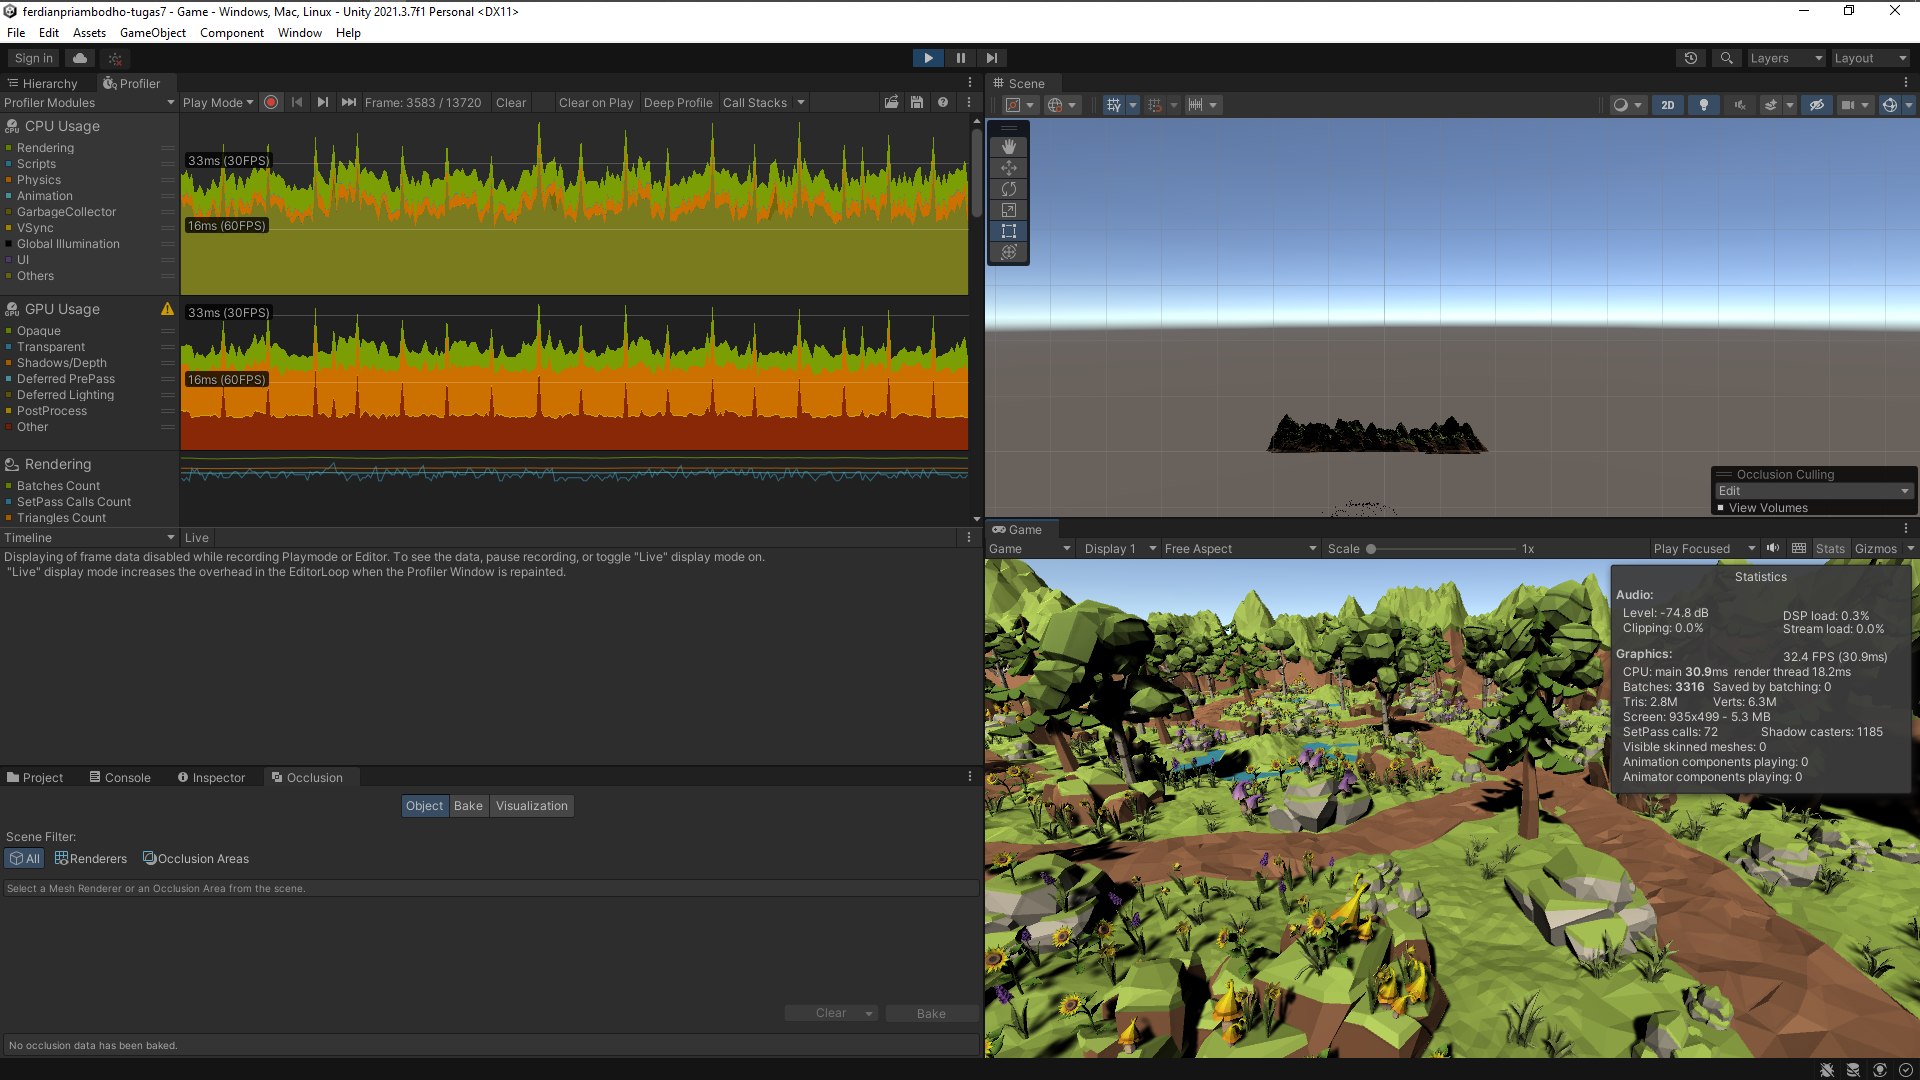 ferdianpriambodho-tugas7 - Game - Windows, Mac, Linux - Unity 2021.3.7f1 Personal <DX11>
File Edit Assets GameObject Component Window Help
Sign in
Layers
Layout
Hierarchy
Profiler
Profiler Modules
Play Mode
Frame: 3583 / 13720
Clear
Clear on Play
Deep Profile
Call Stacks
CPU Usage
Rendering
Scripts
Physics
Animation
GarbageCollector
VSync
Global Illumination
UI
Others
33ms (30FPS)
16ms (60FPS)
GPU Usage
Opaque
Transparent
Shadows/Depth
Deferred PrePass
Deferred Lighting
PostProcess
Other
33ms (30FPS)
16ms (60FPS)
Rendering
Batches Count
SetPass Calls Count
Triangles Count
Timeline
Live
Displaying of frame data disabled while recording Playmode or Editor. To see the data, pause recording, or toggle "Live" display mode on.
"Live" display mode increases the overhead in the EditorLoop when the Profiler Window is repainted.
Project
Console
Inspector
Occlusion
Object
Bake
Visualization
Scene Filter:
All
Renderers
Occlusion Areas
Select a Mesh Renderer or an Occlusion Area from the scene.
Clear
Bake
No occlusion data has been baked.
Scene
2D
Occlusion Culling
Edit
View Volumes
Game
Game
Display 1
Free Aspect
Scale
1x
Play Focused
Stats
Gizmos
Statistics
Audio:
Level: -74.8 dB
DSP load: 0.3%
Clipping: 0.0%
Stream load: 0.0%
Graphics:
32.4 FPS (30.9ms)
CPU: main 30.9ms render thread 18.2ms
Batches: 3316 Saved by batching: 0
Tris: 2.8M Verts: 6.3M
Screen: 935x499 - 5.3 MB
SetPass calls: 72 Shadow casters: 1185
Visible skinned meshes: 0
Animation components playing: 0
Animator components playing: 0